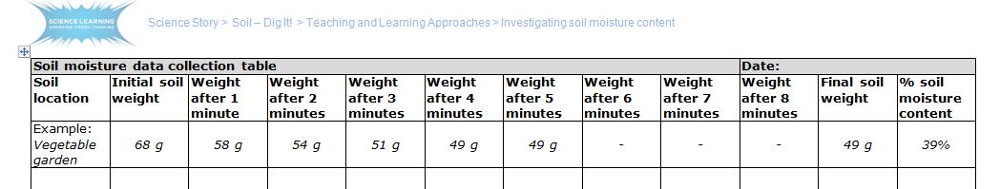 SCIENCE LEARNING
SPARKING FRESH THINKING
Science Story > Soil – Dig It! > Teaching and Learning Approaches > Investigating soil moisture content
Soil moisture data collection table Date:
Soil location Initial soil weight Weight after 1 minute Weight after 2 minutes Weight after 3 minutes Weight after 4 minutes Weight after 5 minutes Weight after 6 minutes Weight after 7 minutes Weight after 8 minutes Final soil weight % soil moisture content
Example: Vegetable garden 68 g 58 g 54 g 51 g 49 g 49 g - - - 49 g 39%